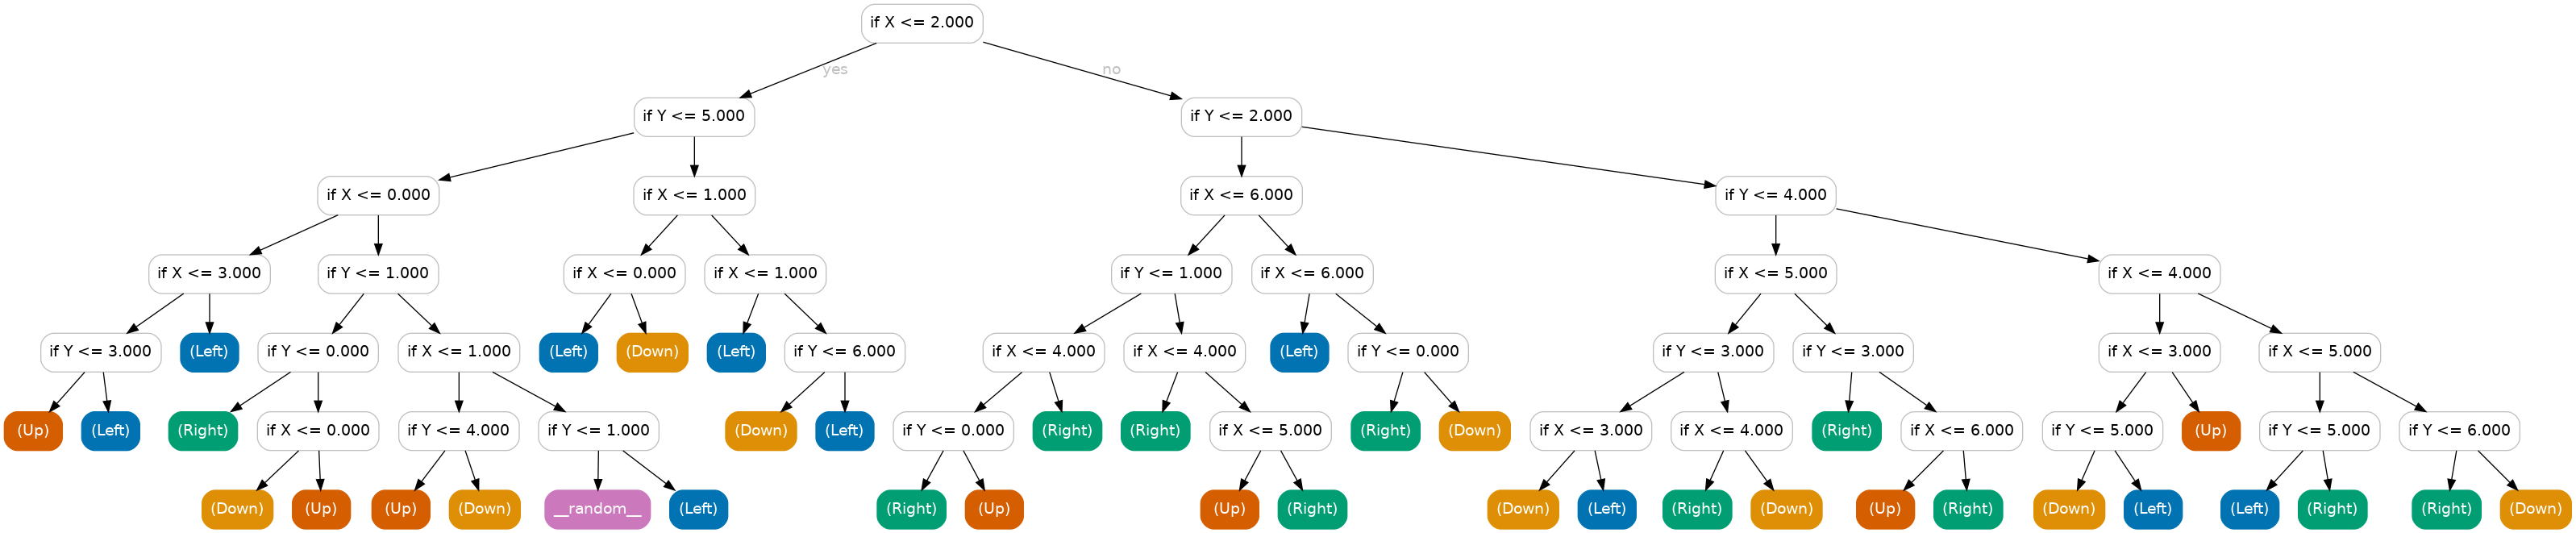 if X <= 2.000
yes
no
if Y <= 5.000
if Y <= 2.000
if X <= 0.000
if X <= 1.000
if X <= 6.000
if Y <= 4.000
if X <= 3.000
if Y <= 1.000
if X <= 0.000
if X <= 1.000
if Y <= 1.000
if X <= 6.000
if X <= 5.000
if X <= 4.000
if Y <= 3.000
(Left)
if Y <= 0.000
if X <= 1.000
(Left)
(Down)
(Left)
if Y <= 6.000
if X <= 4.000
if X <= 4.000
(Left)
if Y <= 0.000
if Y <= 3.000
if Y <= 3.000
if X <= 3.000
if X <= 5.000
(Up)
(Left)
(Right)
if X <= 0.000
if Y <= 4.000
if Y <= 1.000
(Down)
(Left)
if Y <= 0.000
(Right)
(Right)
if X <= 5.000
(Right)
(Down)
if X <= 3.000
if X <= 4.000
(Right)
if X <= 6.000
if Y <= 5.000
(Up)
if Y <= 5.000
if Y <= 6.000
(Down)
(Up)
(Up)
(Down)
__random__
(Left)
(Right)
(Up)
(Up)
(Right)
(Down)
(Left)
(Right)
(Down)
(Up)
(Right)
(Down)
(Left)
(Left)
(Right)
(Right)
(Down)